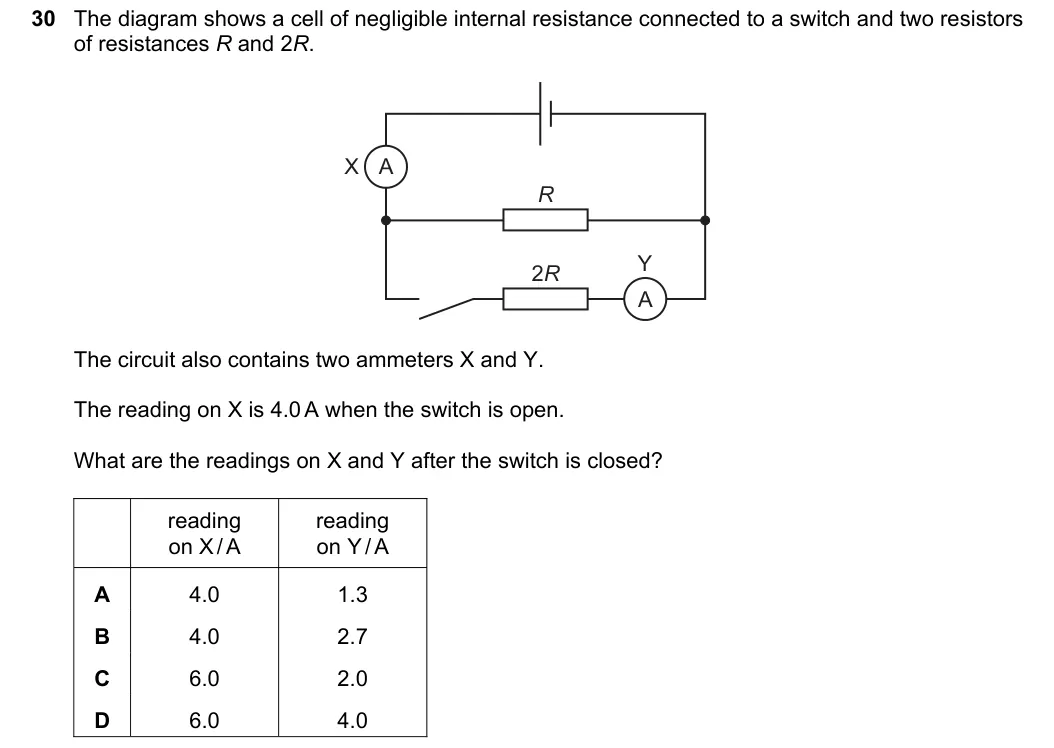 30 The diagram shows a cell of negligible internal resistance connected to a switch and two resistors
of resistances R and 2R.
X A
R
2R
Y
A
The circuit also contains two ammeters X and Y.
The reading on X is 4.0 A when the switch is open.
What are the readings on X and Y after the switch is closed?
reading on X / A reading on Y / A
A 4.0 1.3
B 4.0 2.7
C 6.0 2.0
D 6.0 4.0